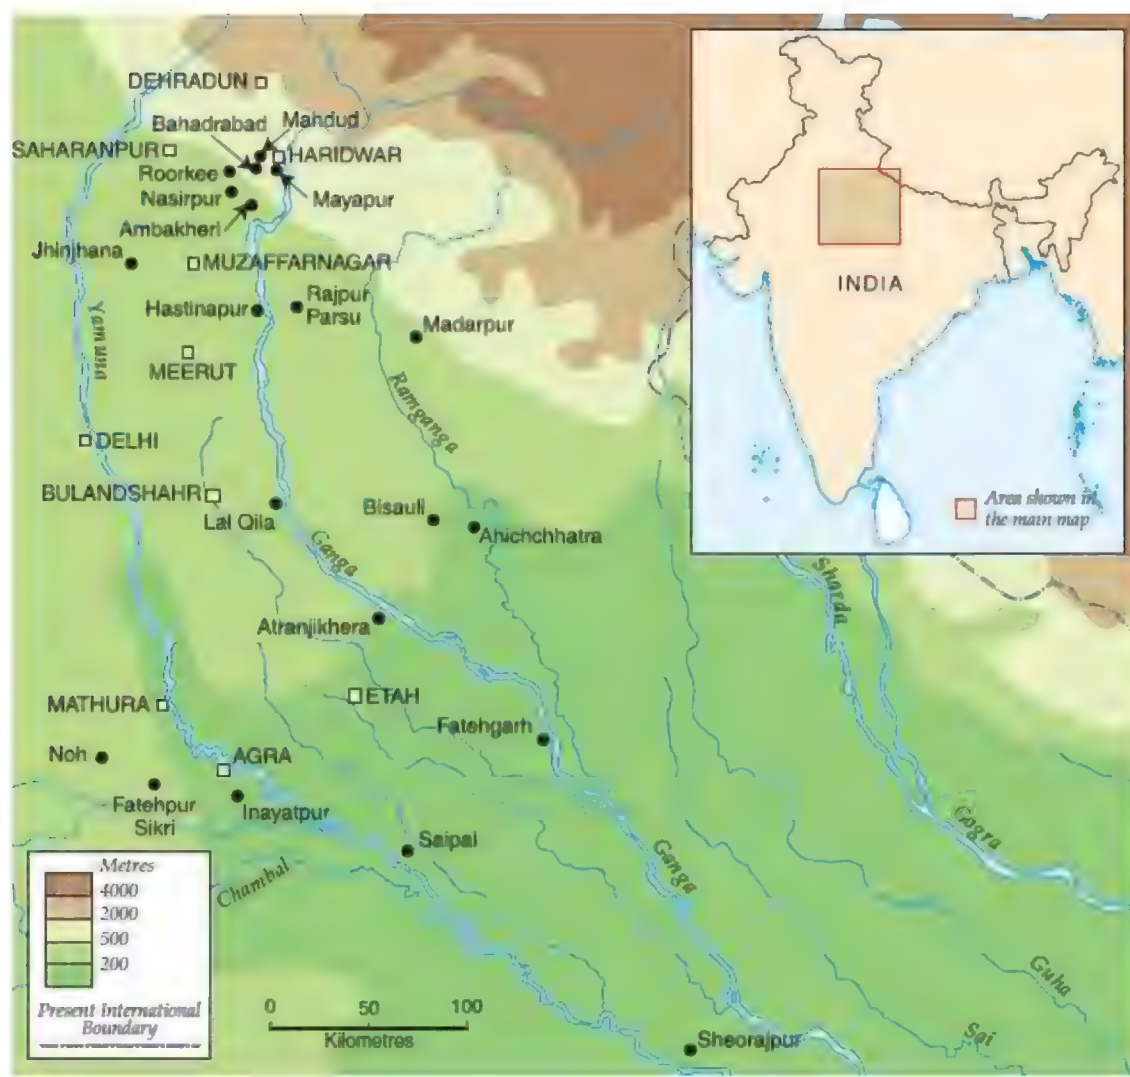 DEHRADUN
Bahadrabad
Mahdud
SAHARANPUR
HARIDWAR
Roorkee
Nasirpur
Mayapur
Ambakheri
Jhinjhana
MUZAFFARNAGAR
Hastinapur
Rajpur
Parsu
Madarpur
Yamuna
MEERUT
Ramganga
DELHI
BULANDSHAHR
Lal Qila
Bisauli
Ahichchhatra
Ganga
Atranjikhera
Sharda
MATHURA
ETAH
Fatehgarh
Noh
AGRA
Fatehpur
Sikri
Inayatpur
Saipai
Chambal
Ganga
Gogra
Guha
Sai
Sheorajpur
INDIA
Area shown in
the main map
Metres
4000
2000
500
200
Present International
Boundary
0 50 100
Kilometres